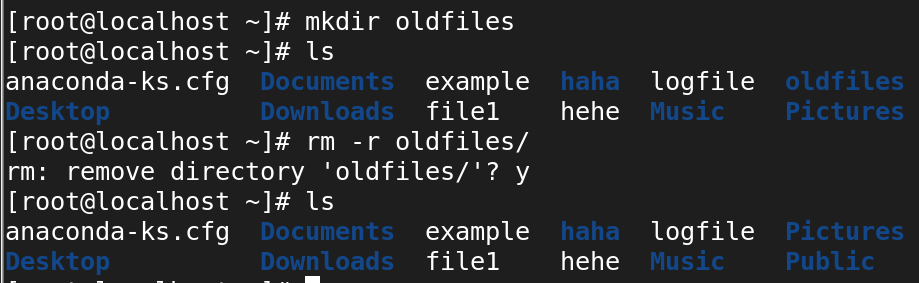 [root@localhost ~]# mkdir oldfiles
[root@localhost ~]# ls
anaconda-ks.cfg  Documents  example  haha  logfile  oldfiles
Desktop          Downloads  file1    hehe  Music    Pictures
[root@localhost ~]# rm -r oldfiles/
rm: remove directory 'oldfiles/'? y
[root@localhost ~]# ls
anaconda-ks.cfg  Documents  example  haha  logfile  Pictures
Desktop          Downloads  file1    hehe  Music    Public